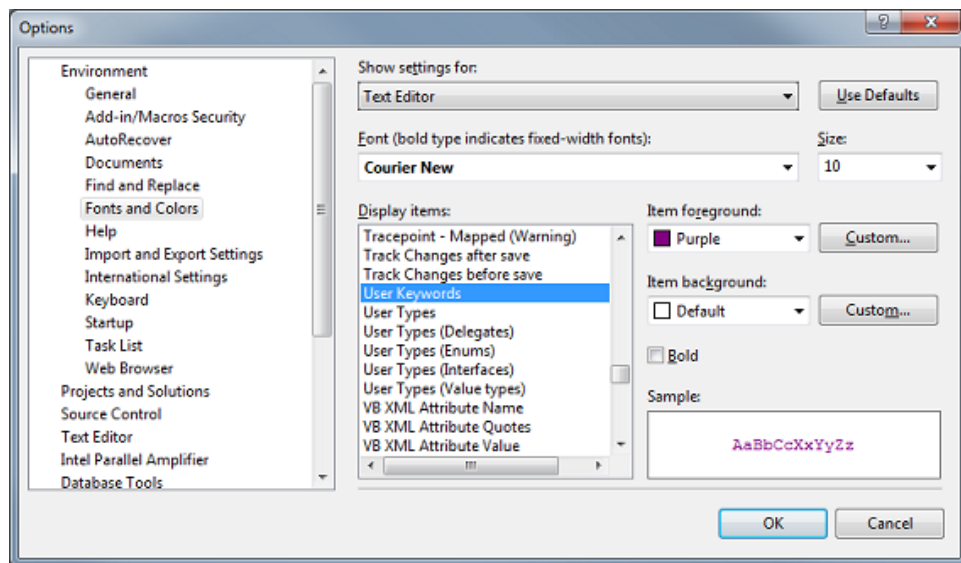 Options
Environment
General
Add-in/Macros Security
AutoRecover
Documents
Find and Replace
Fonts and Colors
Help
Import and Export Settings
International Settings
Keyboard
Startup
Task List
Web Browser
Projects and Solutions
Source Control
Text Editor
Intel Parallel Amplifier
Database Tools
Show settings for:
Text Editor
Use Defaults
Font (bold type indicates fixed-width fonts):
Size:
Courier New
10
Display items:
Tracepoint - Mapped (Warning)
Track Changes after save
Track Changes before save
User Keywords
User Types
User Types (Delegates)
User Types (Enums)
User Types (Interfaces)
User Types (Value types)
VB XML Attribute Name
VB XML Attribute Quotes
VB XML Attribute Value
Item foreground:
Purple
Custom...
Item background:
Default
Custom...
Bold
Sample:
AaBbCcXxYyZz
OK
Cancel